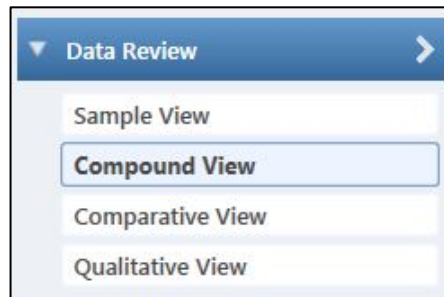 Data Review
Sample View
Compound View
Comparative View
Qualitative View